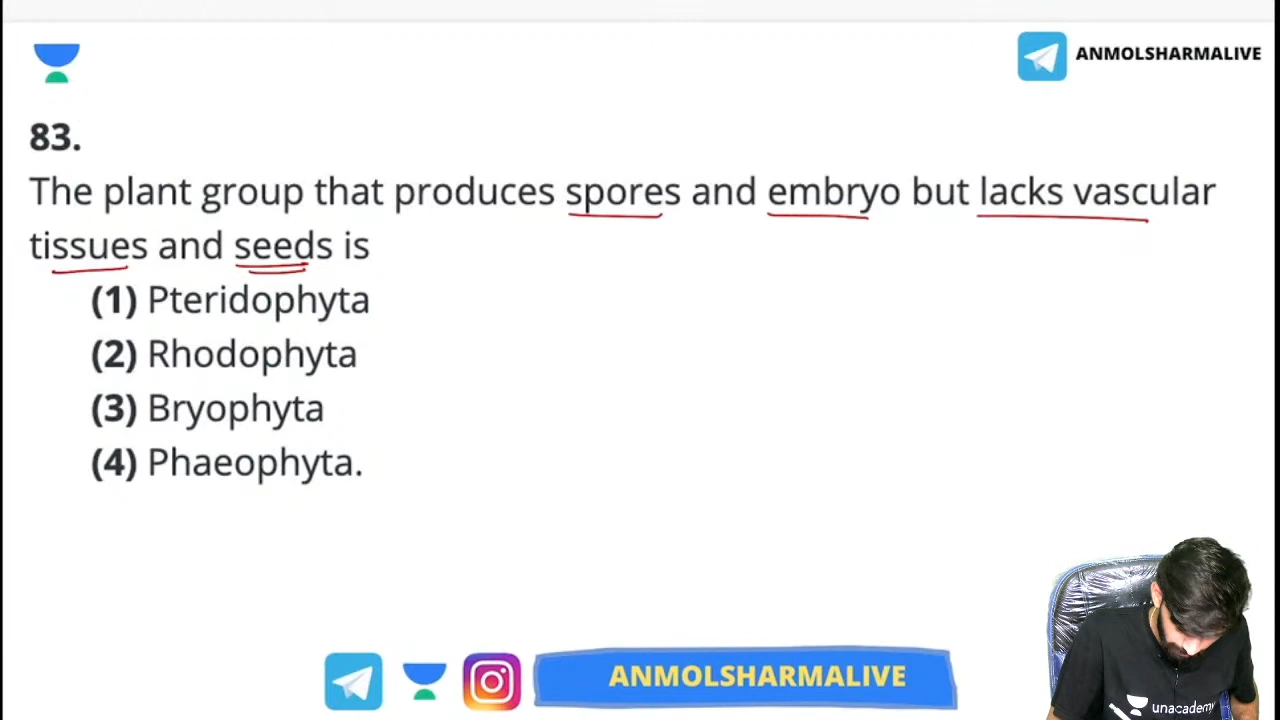 ANMOLSHARMALIVE
83.
The plant group that produces spores and embryo but lacks vascular
tissues and seeds is
(1) Pteridophyta
(2) Rhodophyta
(3) Bryophyta
(4) Phaeophyta.
ANMOLSHARMALIVE
unacademy